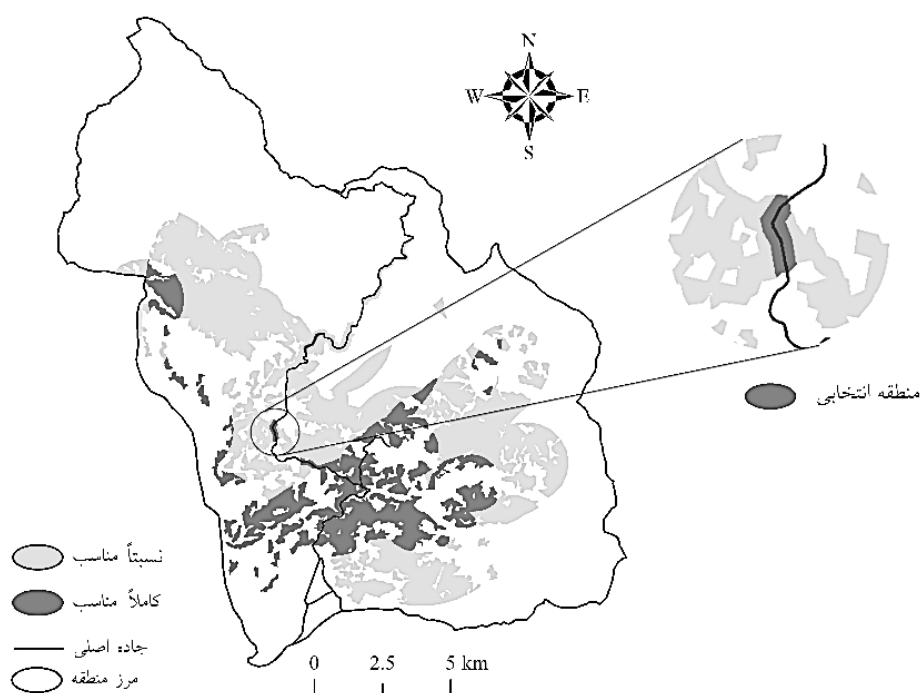 N
W E
S
منطقه انتخابی
نسبتاً مناسب
کاملاً مناسب
جاده اصلی
مرز منطقه
0 2.5 5 km